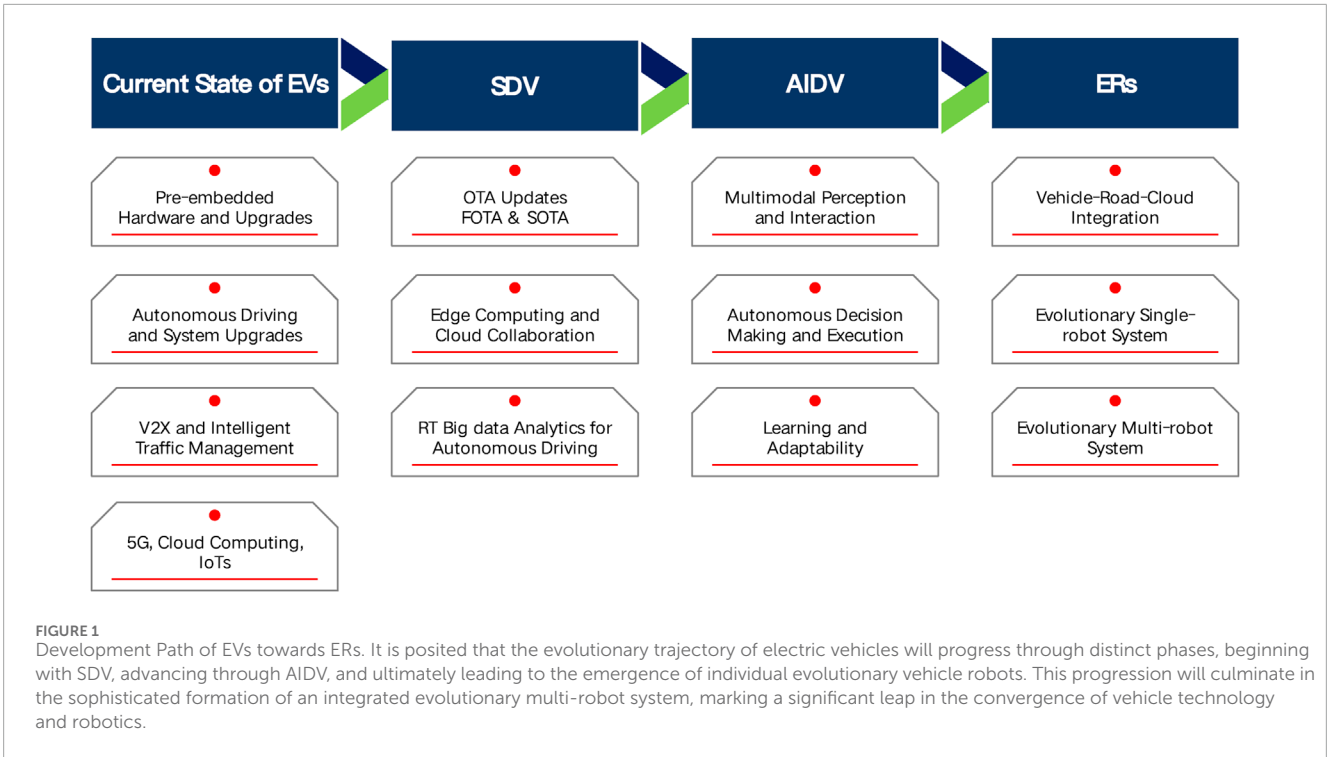 Current State of EVs
SDV
AIDV
ERs
Pre-embedded
Hardware and Upgrades
OTA Updates
FOTA & SOTA
Multimodal Perception
and Interaction
Vehicle-Road-Cloud
Integration
Autonomous Driving
and System Upgrades
Edge Computing and
Cloud Collaboration
Autonomous Decision
Making and Execution
Evolutionary Single-
robot System
V2X and Intelligent
Traffic Management
RT Big data Analytics for
Autonomous Driving
Learning and
Adaptability
Evolutionary Multi-robot
System
5G, Cloud Computing,
IoTs
FIGURE 1
Development Path of EVs towards ERs. It is posited that the evolutionary trajectory of electric vehicles will progress through distinct phases, beginning
with SDV, advancing through AIDV, and ultimately leading to the emergence of individual evolutionary vehicle robots. This progression will culminate in
the sophisticated formation of an integrated evolutionary multi-robot system, marking a significant leap in the convergence of vehicle technology
and robotics.